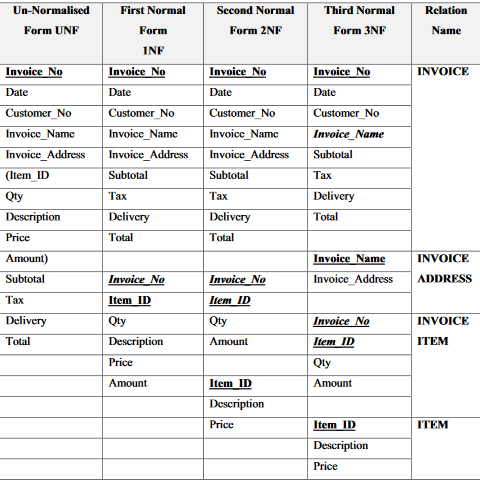 Un-Normalised Form UNF | First Normal Form 1NF | Second Normal Form 2NF | Third Normal Form 3NF | Relation Name
Invoice_No | Invoice_No | Invoice_No | Invoice_No | INVOICE
Date | Date | Date | Date
Customer_No | Customer_No | Customer_No | Customer_No
Invoice_Name | Invoice_Name | Invoice_Name | Invoice_Name
Invoice_Address | Invoice_Address | Invoice_Address | Subtotal
(Item_ID | Subtotal | Subtotal | Tax
Qty | Tax | Tax | Delivery
Description | Delivery | Delivery | Total
Price | Total | Total
Amount) | Invoice_Name | INVOICE
Subtotal | Invoice_No | Invoice_No | Invoice_Address | ADDRESS
Tax | Item_ID | Item_ID
Delivery | Qty | Qty | Invoice_No | INVOICE
Total | Description | Amount | Item_ID | ITEM
Price | Qty
Amount | Item_ID | Amount
Description
Price | Item_ID | ITEM
Description
Price